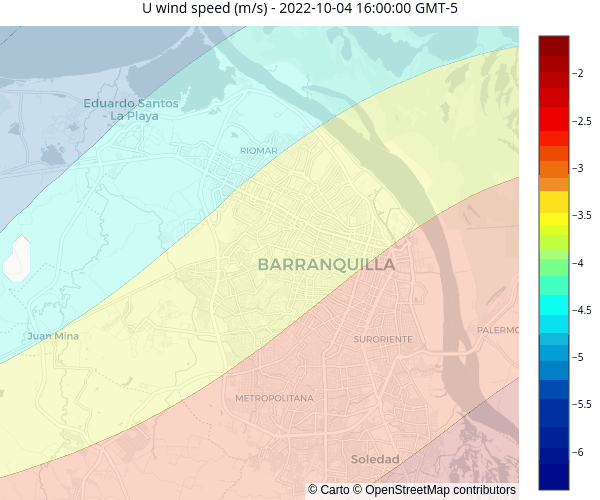 U wind speed (m/s) - 2022-10-04 16:00:00 GMT-5
Eduardo Santos
- La Playa
RIOMAR
BARRANQUILLA
Juan Mina
SURORIENTE
PALERMO
METROPOLITANA
Soledad
© Carto © OpenStreetMap contributors
−2
−2.5
−3
−3.5
−4
−4.5
−5
−5.5
−6